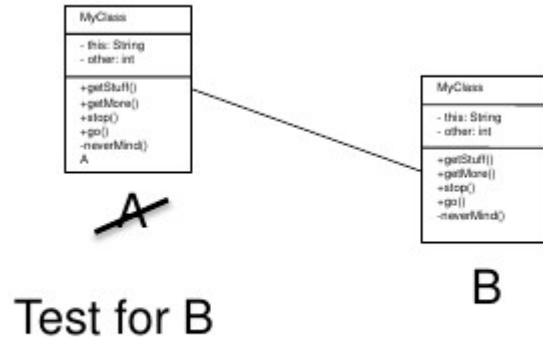 MyClass
- this: String
- other: int
+getStuff()
+getMore()
+stop()
+go()
-neverMind()
A
A
MyClass
- this: String
- other: int
+getStuff()
+getMore()
+stop()
+go()
-neverMind()
B
Test for B